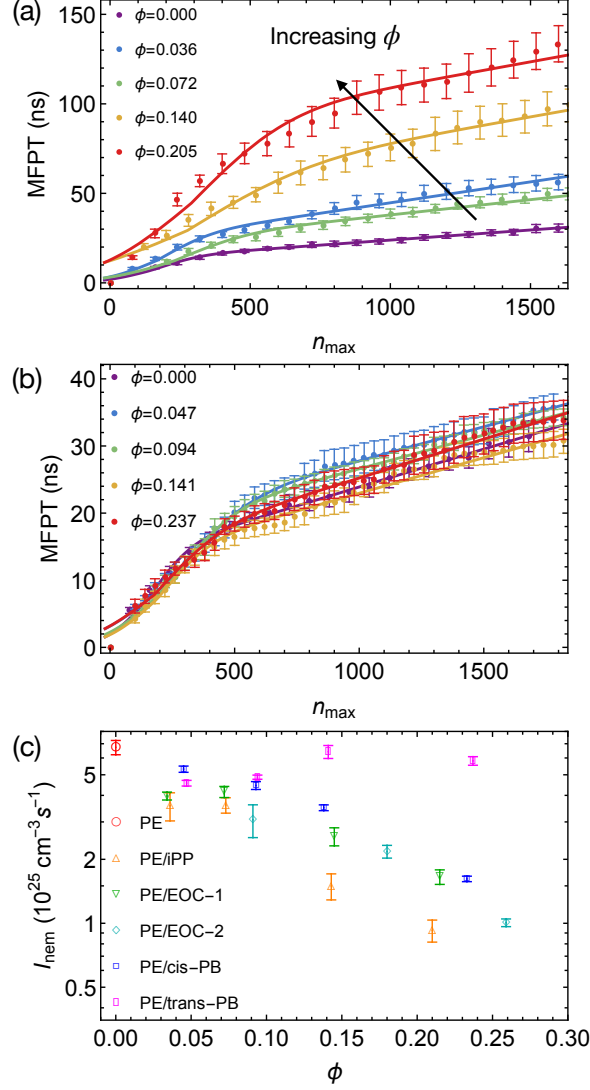 (a)
150
100
50
0
MFPT (ns)
ϕ=0.000
ϕ=0.036
ϕ=0.072
ϕ=0.140
ϕ=0.205
Increasing ϕ
0 500 1000 1500
nmax
(b)
40
30
20
10
0
MFPT (ns)
ϕ=0.000
ϕ=0.047
ϕ=0.094
ϕ=0.141
ϕ=0.237
0 500 1000 1500
nmax
(c)
5
2
1
0.5
Inem (10²⁵ cm⁻³ s⁻¹)
PE
PE/iPP
PE/EOC-1
PE/EOC-2
PE/cis-PB
PE/trans-PB
0.00 0.05 0.10 0.15 0.20 0.25 0.30
ϕ